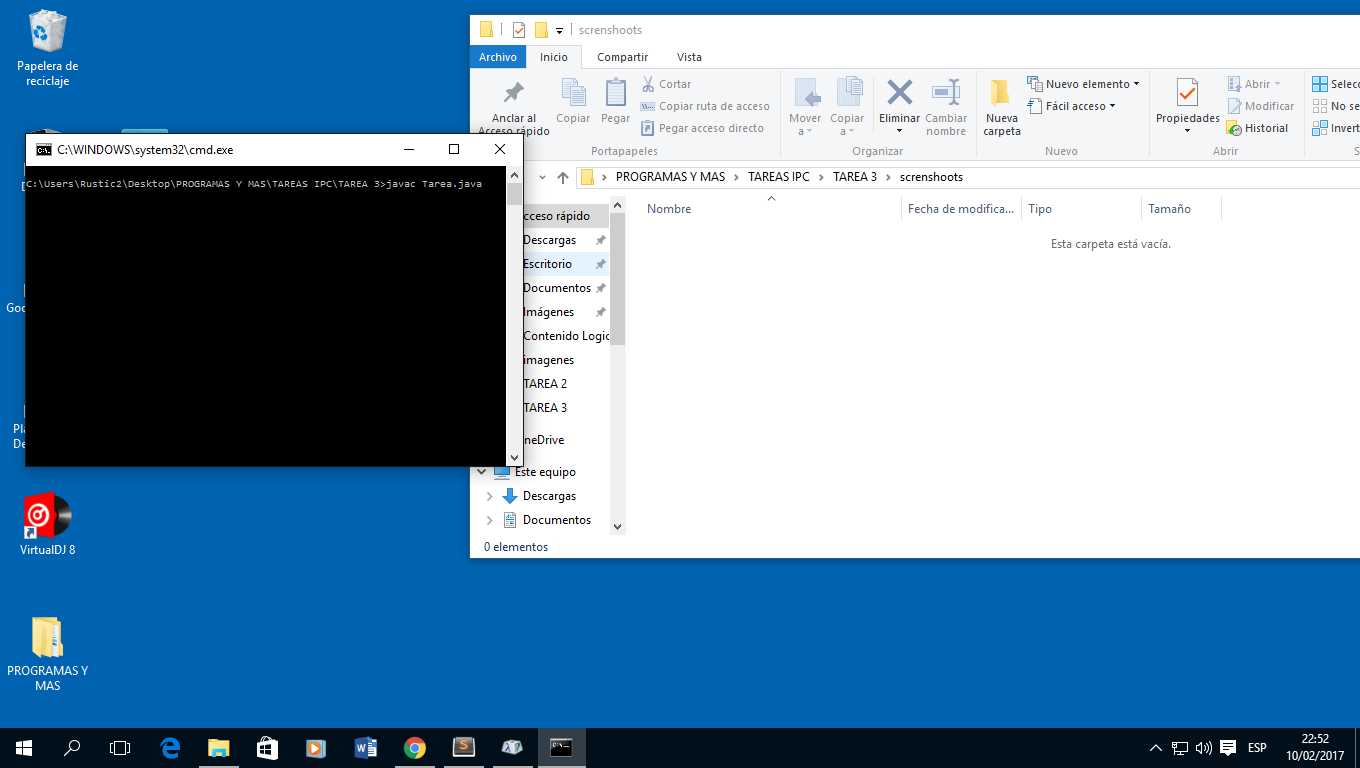 Papelera de
reciclaje
Goo
Pla
De
VirtualDJ 8
PROGRAMAS Y
MAS
C:\WINDOWS\system32\cmd.exe
C:\Users\Rustic2\Desktop\PROGRAMAS Y MAS\TAREAS IPC\TAREA 3>javac Tarea.java
screnshoots
Archivo Inicio Compartir Vista
Anclar al
Acceso rápido
Copiar
Pegar
Cortar
Copiar ruta de acceso
Pegar acceso directo
Portapapeles
Mover
a
Copiar
a
Eliminar
Cambiar
nombre
Organizar
Nueva
carpeta
Nuevo elemento
Fácil acceso
Nuevo
Propiedades
Abrir
Modificar
Historial
Abrir
Selec
No se
Invert
PROGRAMAS Y MAS > TAREAS IPC > TAREA 3 > screnshoots
cceso rápido
Descargas
Escritorio
Documentos
Imágenes
Contenido Logic
imagenes
TAREA 2
TAREA 3
neDrive
Este equipo
Descargas
Documentos
Nombre Fecha de modifica... Tipo Tamaño
Esta carpeta está vacía.
0 elementos
ESP
22:52
10/02/2017